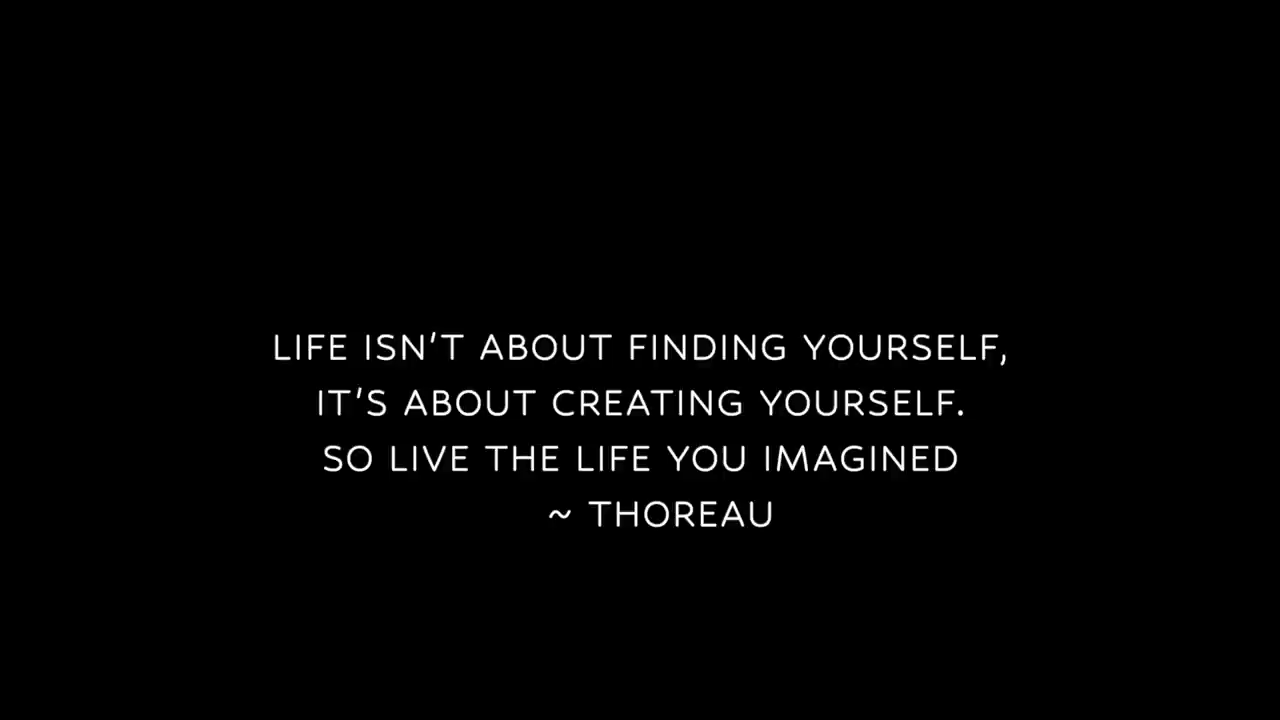 LIFE ISN'T ABOUT FINDING YOURSELF,
IT'S ABOUT CREATING YOURSELF.
SO LIVE THE LIFE YOU IMAGINED
~ THOREAU